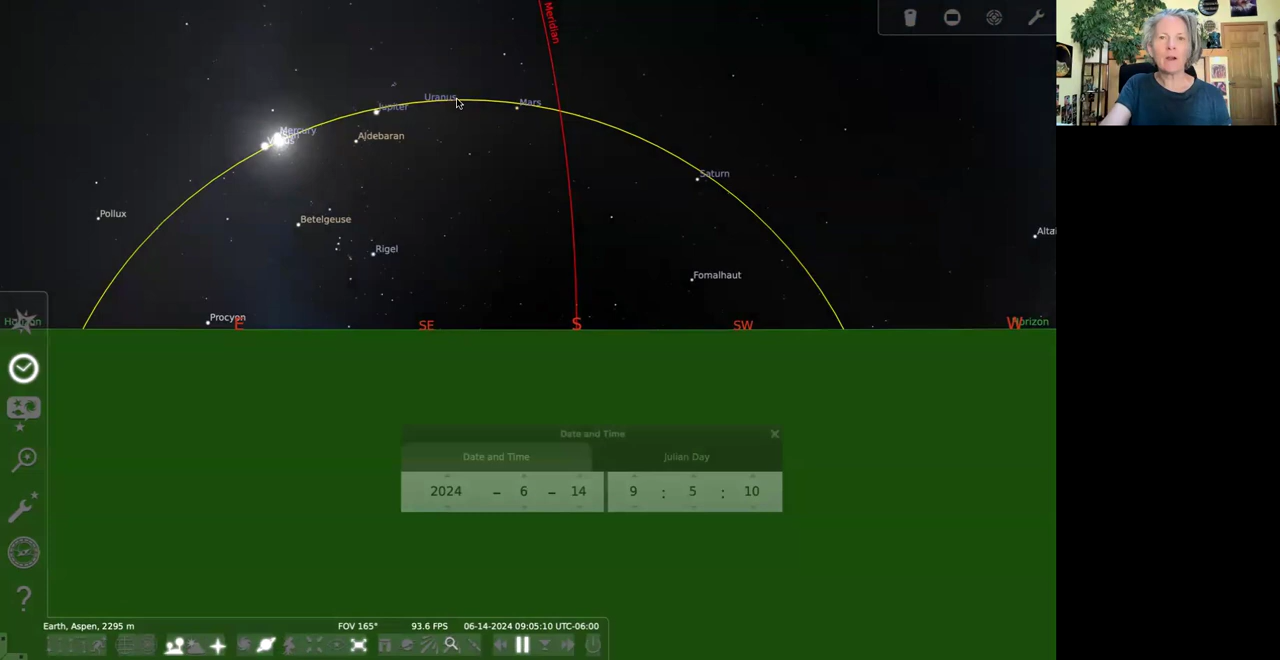 Meridian
Uranus
Mars
Jupiter
Mercury
Aldebaran
Saturn
Pollux
Betelgeuse
Rigel
Altai
Fomalhaut
Procyon
E
SE
S
SW
W
Horizon
Date and Time
Date and Time
Julian Day
2024 – 6 – 14
9 : 5 : 10
?
Earth, Aspen, 2295 m
FOV 165°
93.6 FPS
06-14-2024 09:05:10 UTC-06:00